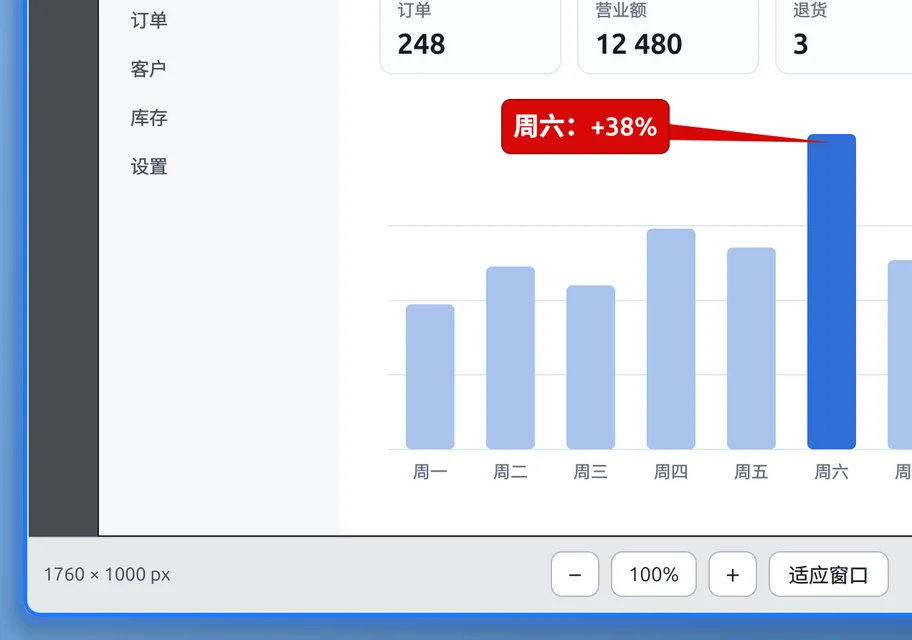 订单
客户
库存
设置
订单
248
营业额
12 480
退货
3
周六：+38%
周一
周二
周三
周四
周五
周六
周
1760 × 1000 px
−
100%
+
适应窗口